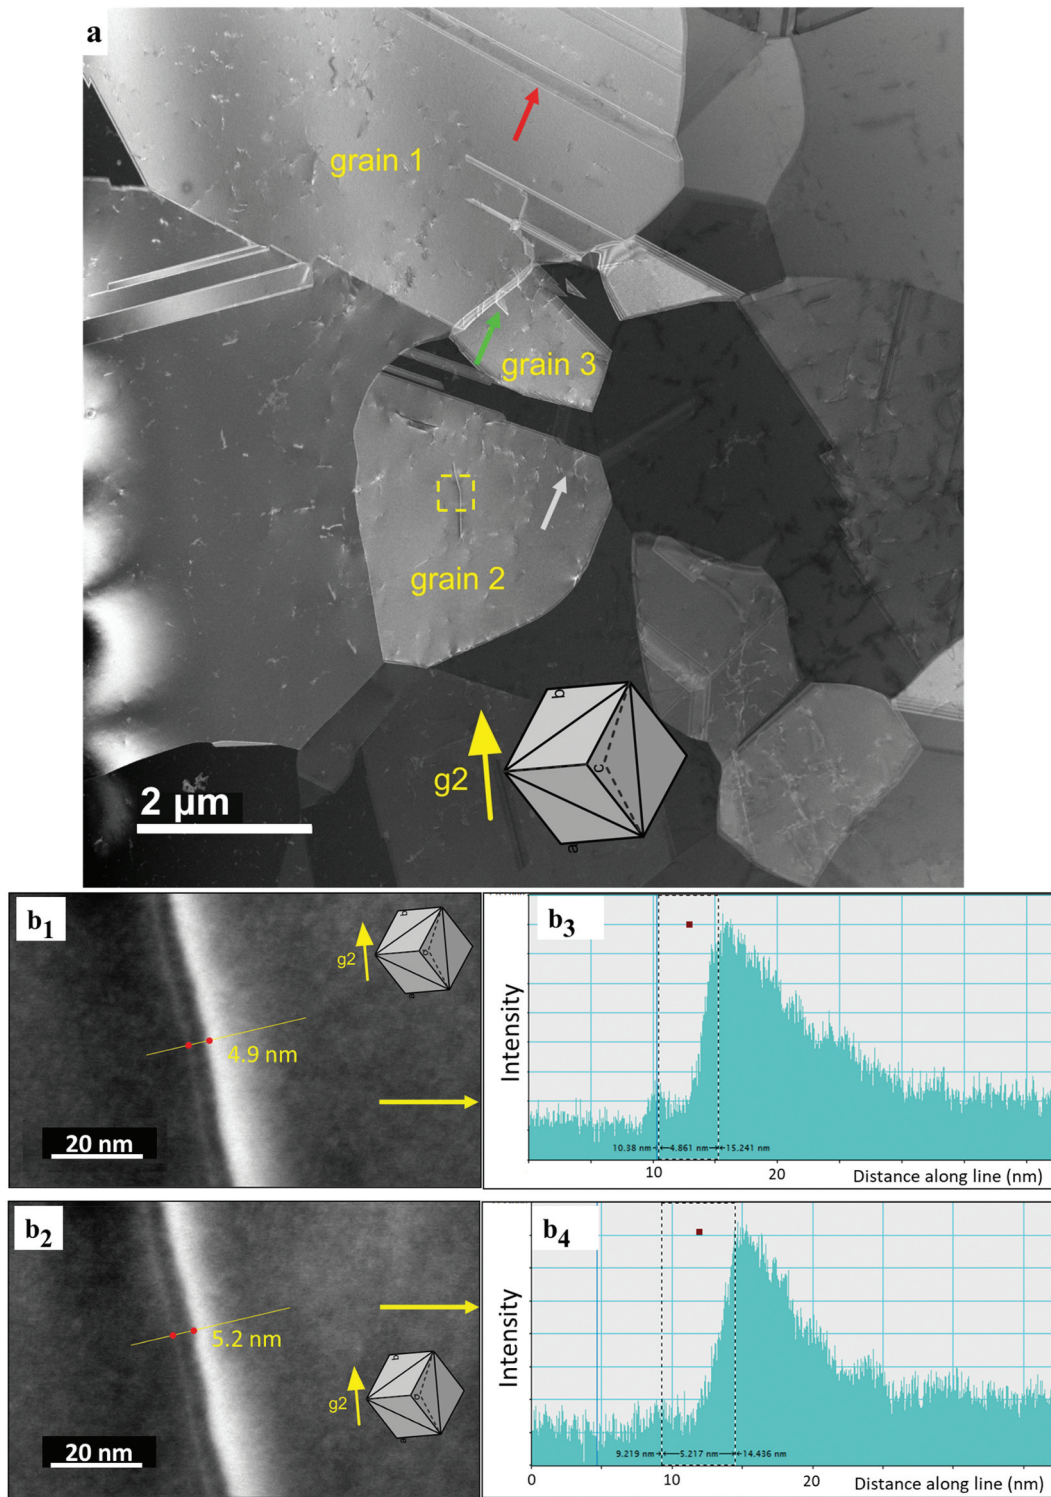 a
grain 1
grain 3
grain 2
b
c
a
g2
2 µm
b1
b
c
a
g2
4.9 nm
20 nm
b3
Intensity
10.38 nm
4.861 nm
15.241 nm
10
20
Distance along line (nm)
b2
5.2 nm
b
c
a
g2
20 nm
b4
Intensity
9.219 nm
5.217 nm
14.436 nm
0
10
20
Distance along line (nm)